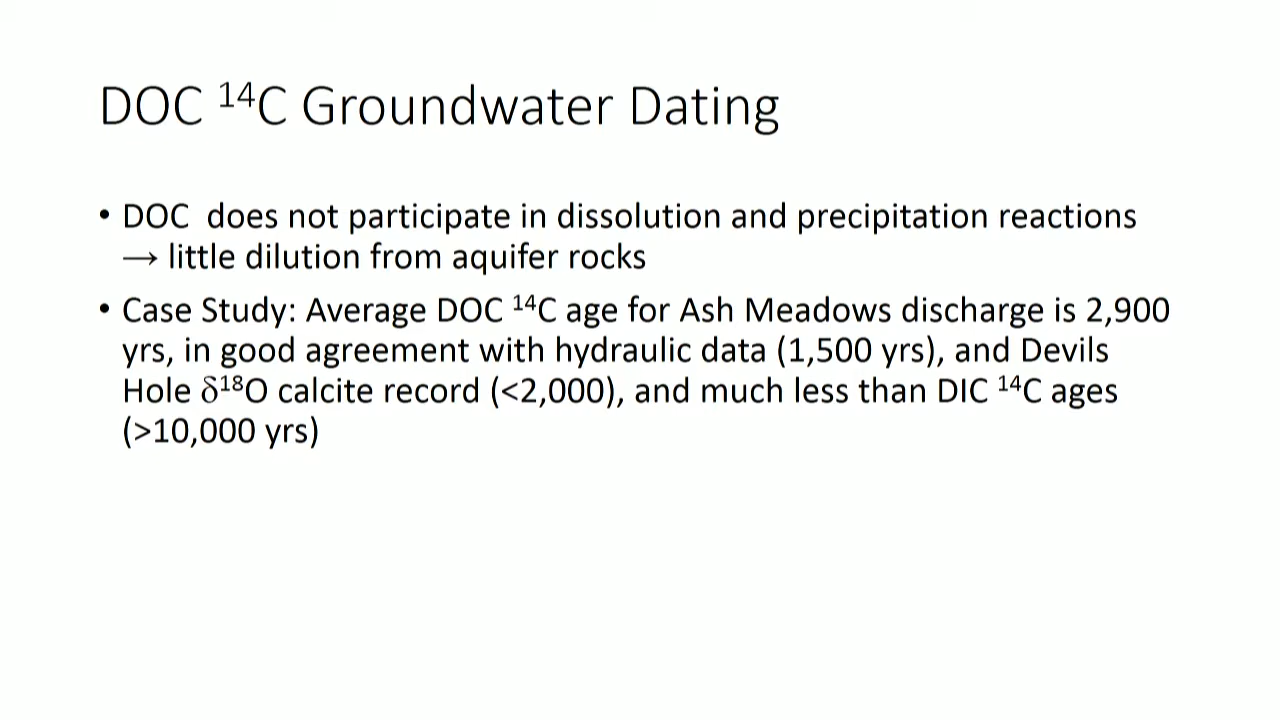 DOC ¹⁴C Groundwater Dating
• DOC  does not participate in dissolution and precipitation reactions
→ little dilution from aquifer rocks
• Case Study: Average DOC ¹⁴C age for Ash Meadows discharge is 2,900
yrs, in good agreement with hydraulic data (1,500 yrs), and Devils
Hole δ¹⁸O calcite record (<2,000), and much less than DIC ¹⁴C ages
(>10,000 yrs)